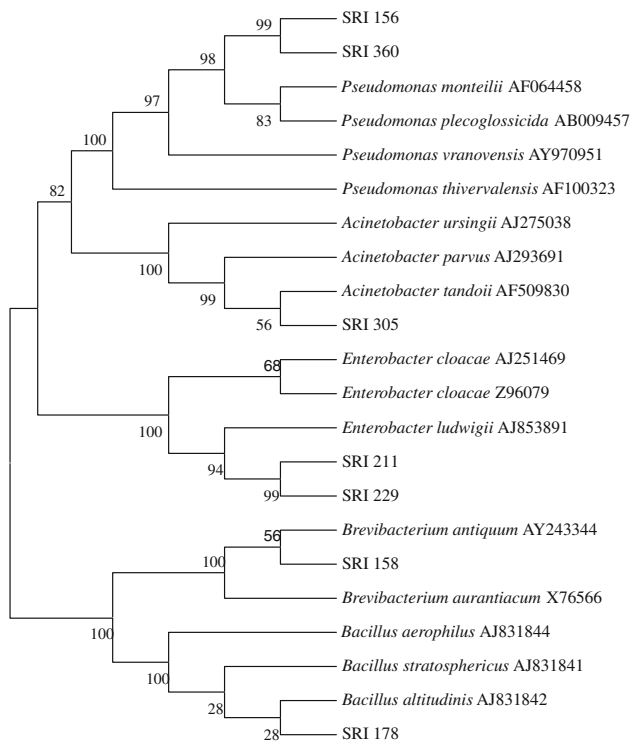 99
SRI 156
SRI 360
98
Pseudomonas monteilii AF064458
97
83
Pseudomonas plecoglossicida AB009457
100
Pseudomonas vranovensis AY970951
82
Pseudomonas thivervalensis AF100323
Acinetobacter ursingii AJ275038
100
Acinetobacter parvus AJ293691
99
Acinetobacter tandoii AF509830
56
SRI 305
68
Enterobacter cloacae AJ251469
Enterobacter cloacae Z96079
100
Enterobacter ludwigii AJ853891
94
SRI 211
99
SRI 229
56
Brevibacterium antiquum AY243344
100
SRI 158
Brevibacterium aurantiacum X76566
100
Bacillus aerophilus AJ831844
100
Bacillus stratosphericus AJ831841
28
Bacillus altitudinis AJ831842
28
SRI 178